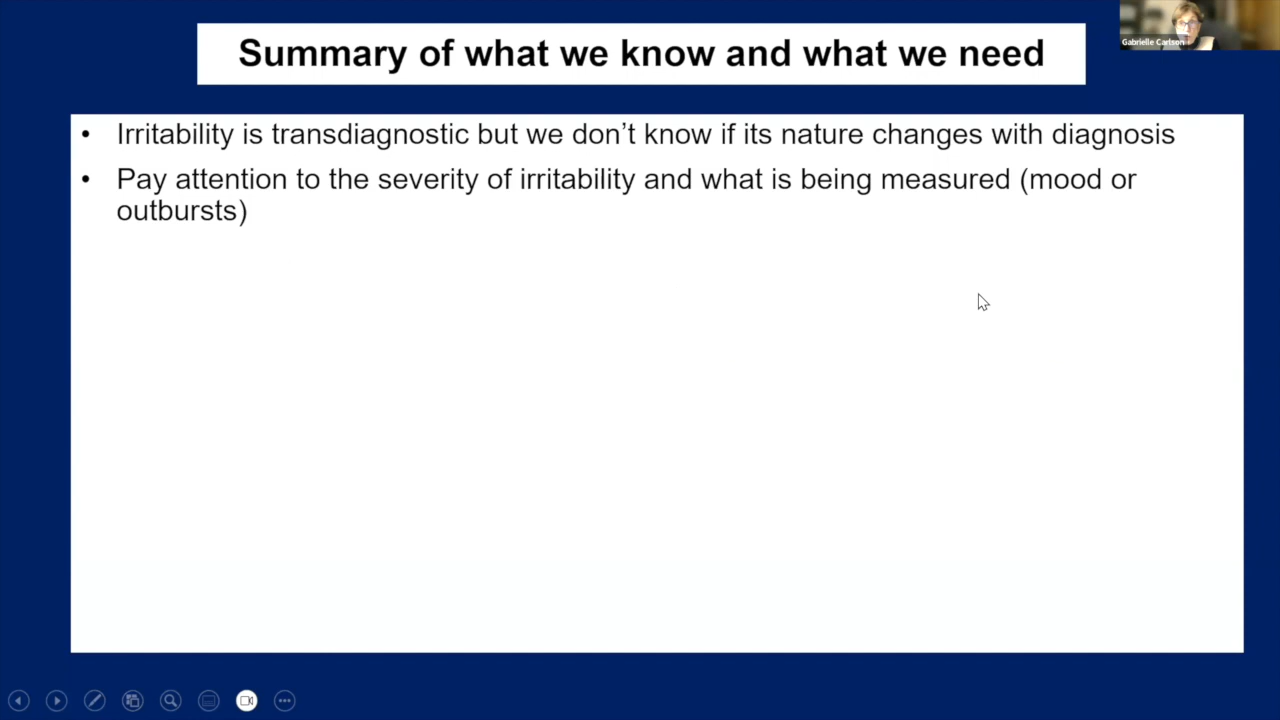 Summary of what we know and what we need
Gabrielle Carlson
• Irritability is transdiagnostic but we don’t know if its nature changes with diagnosis
• Pay attention to the severity of irritability and what is being measured (mood or
outbursts)